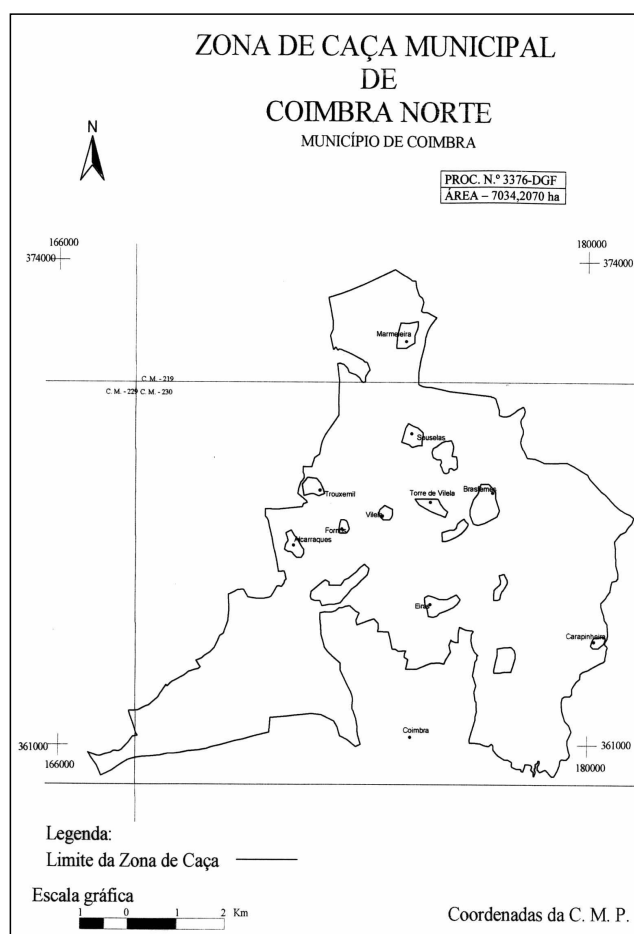 ZONA DE CAÇA MUNICIPAL
DE
COIMBRA NORTE
MUNICÍPIO DE COIMBRA
N
PROC. N.º 3376-DGF
ÁREA – 7034,2070 ha
166000
374000
180000
374000
Marmeleira
C. M. - 219
C. M. - 229
C. M. - 230
Souselas
Trouxemil
Torre de Vilela
Brasfemes
Vilela
Fornos
Alcarraques
Eiras
Carapinheira
Coimbra
361000
166000
361000
180000
Legenda:
Limite da Zona de Caça
Escala gráfica
1 0 1 2 Km
Coordenadas da C. M. P.